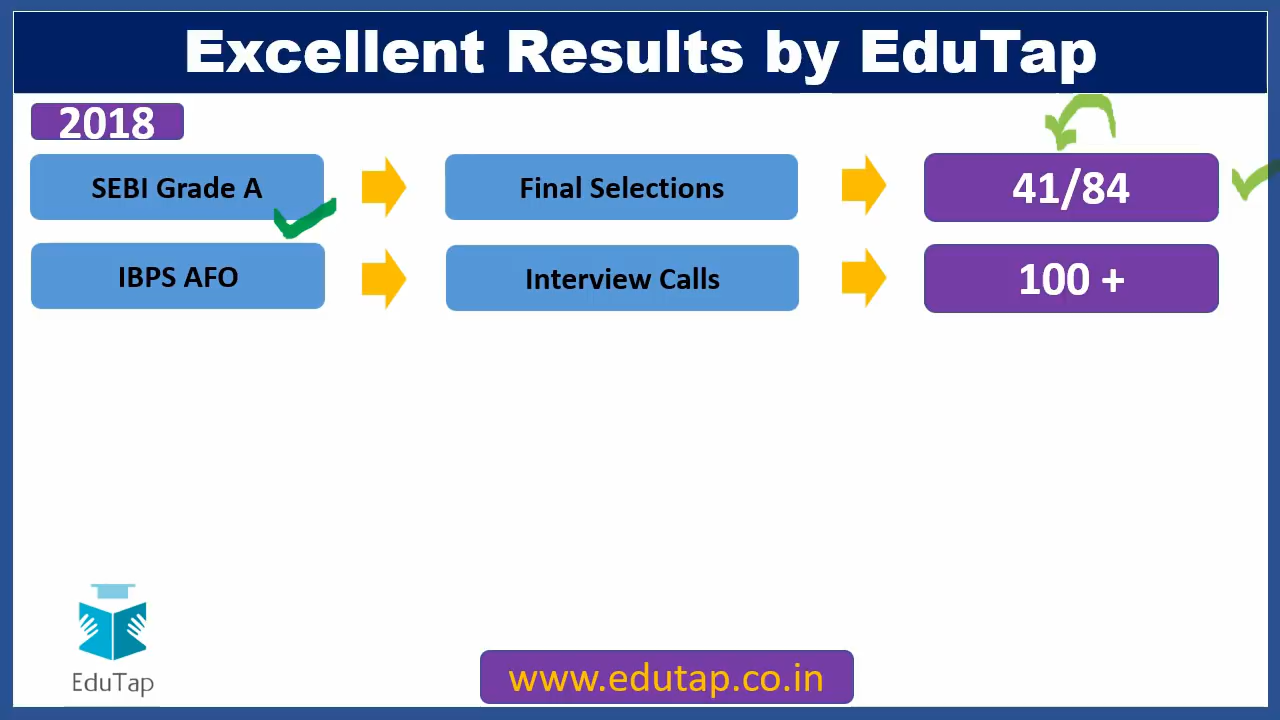 Excellent Results by EduTap
2018
SEBI Grade A
Final Selections
41/84
IBPS AFO
Interview Calls
100 +
EduTap
www.edutap.co.in